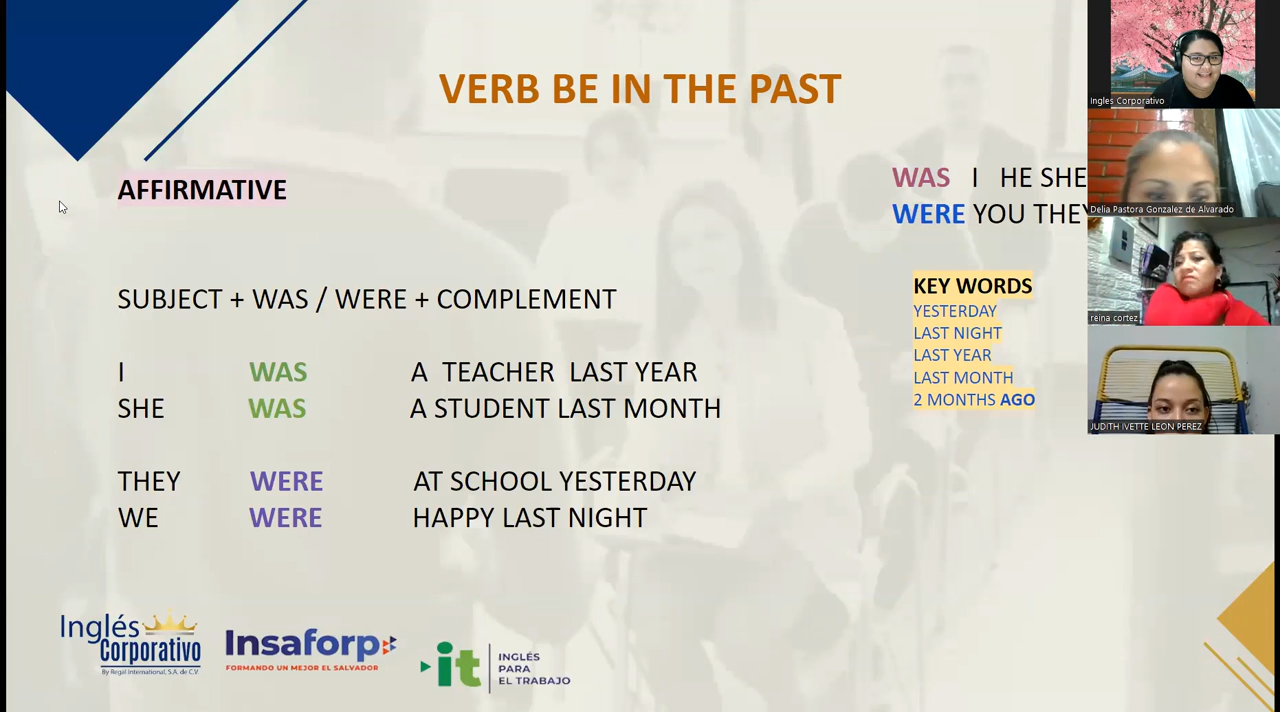 VERB BE IN THE PAST
AFFIRMATIVE
WAS I HE SHE
WERE YOU THEY
SUBJECT + WAS / WERE + COMPLEMENT
I WAS A TEACHER LAST YEAR
SHE WAS A STUDENT LAST MONTH
THEY WERE AT SCHOOL YESTERDAY
WE WERE HAPPY LAST NIGHT
KEY WORDS
YESTERDAY
LAST NIGHT
LAST YEAR
LAST MONTH
2 MONTHS AGO
Ingles Corporativo
Delia Pastora Gonzalez de Alvarado
reina cortez
JUDITH IVETTE LEON PEREZ
Inglés
Corporativo
By Regal International, S.A. de C.V.
Insaforp
FORMANDO UN MEJOR EL SALVADOR
it
INGLÉS
PARA
EL TRABAJO